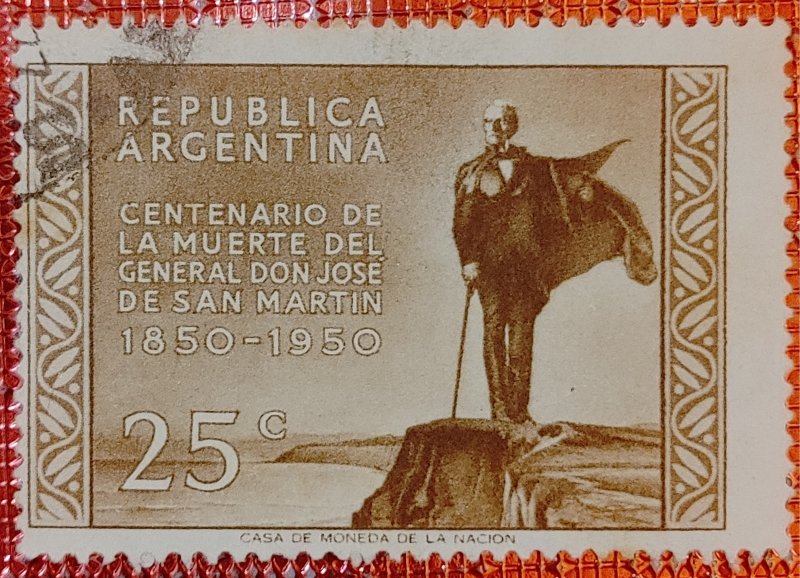 REPUBLICA
ARGENTINA
CENTENARIO DE
LA MUERTE DEL
GENERAL DON JOSÉ
DE SAN MARTIN
1850-1950
25c
CASA DE MONEDA DE LA NACION